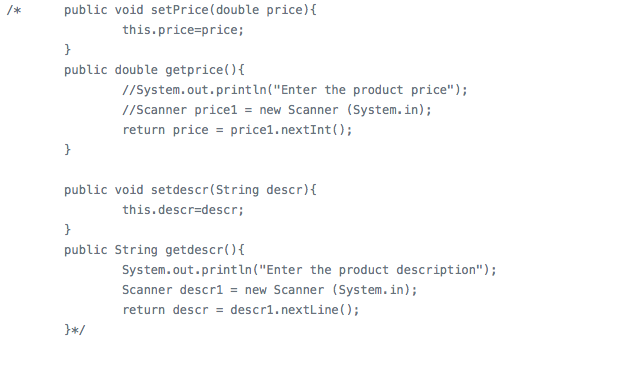 /*      public void setPrice(double price){
                this.price=price;
        }
        public double getprice(){
                //System.out.println("Enter the product price");
                //Scanner price1 = new Scanner (System.in);
                return price = price1.nextInt();
        }

        public void setdescr(String descr){
                this.descr=descr;
        }
        public String getdescr(){
                System.out.println("Enter the product description");
                Scanner descr1 = new Scanner (System.in);
                return descr = descr1.nextLine();
        }*/